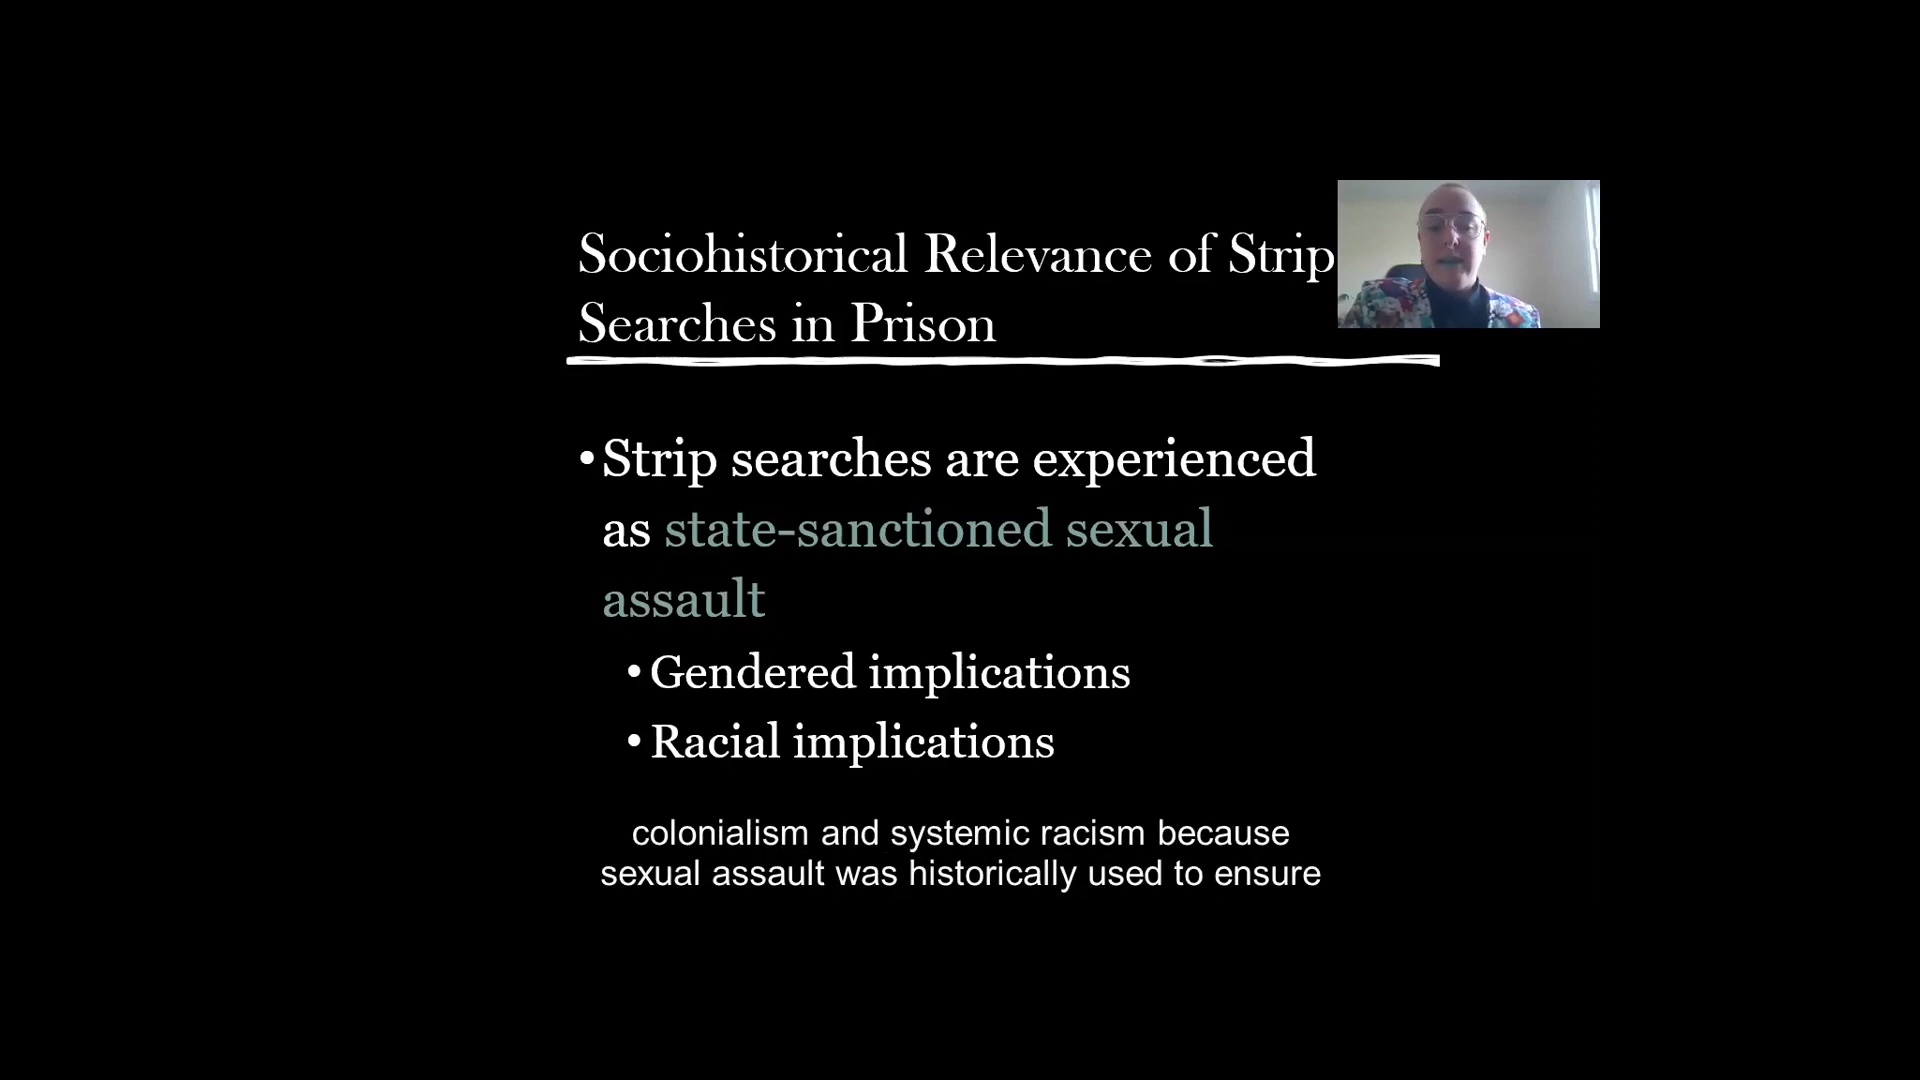 Sociohistorical Relevance of Strip
Searches in Prison
•Strip searches are experienced
as state-sanctioned sexual
assault
•Gendered implications
•Racial implications
colonialism and systemic racism because
sexual assault was historically used to ensure